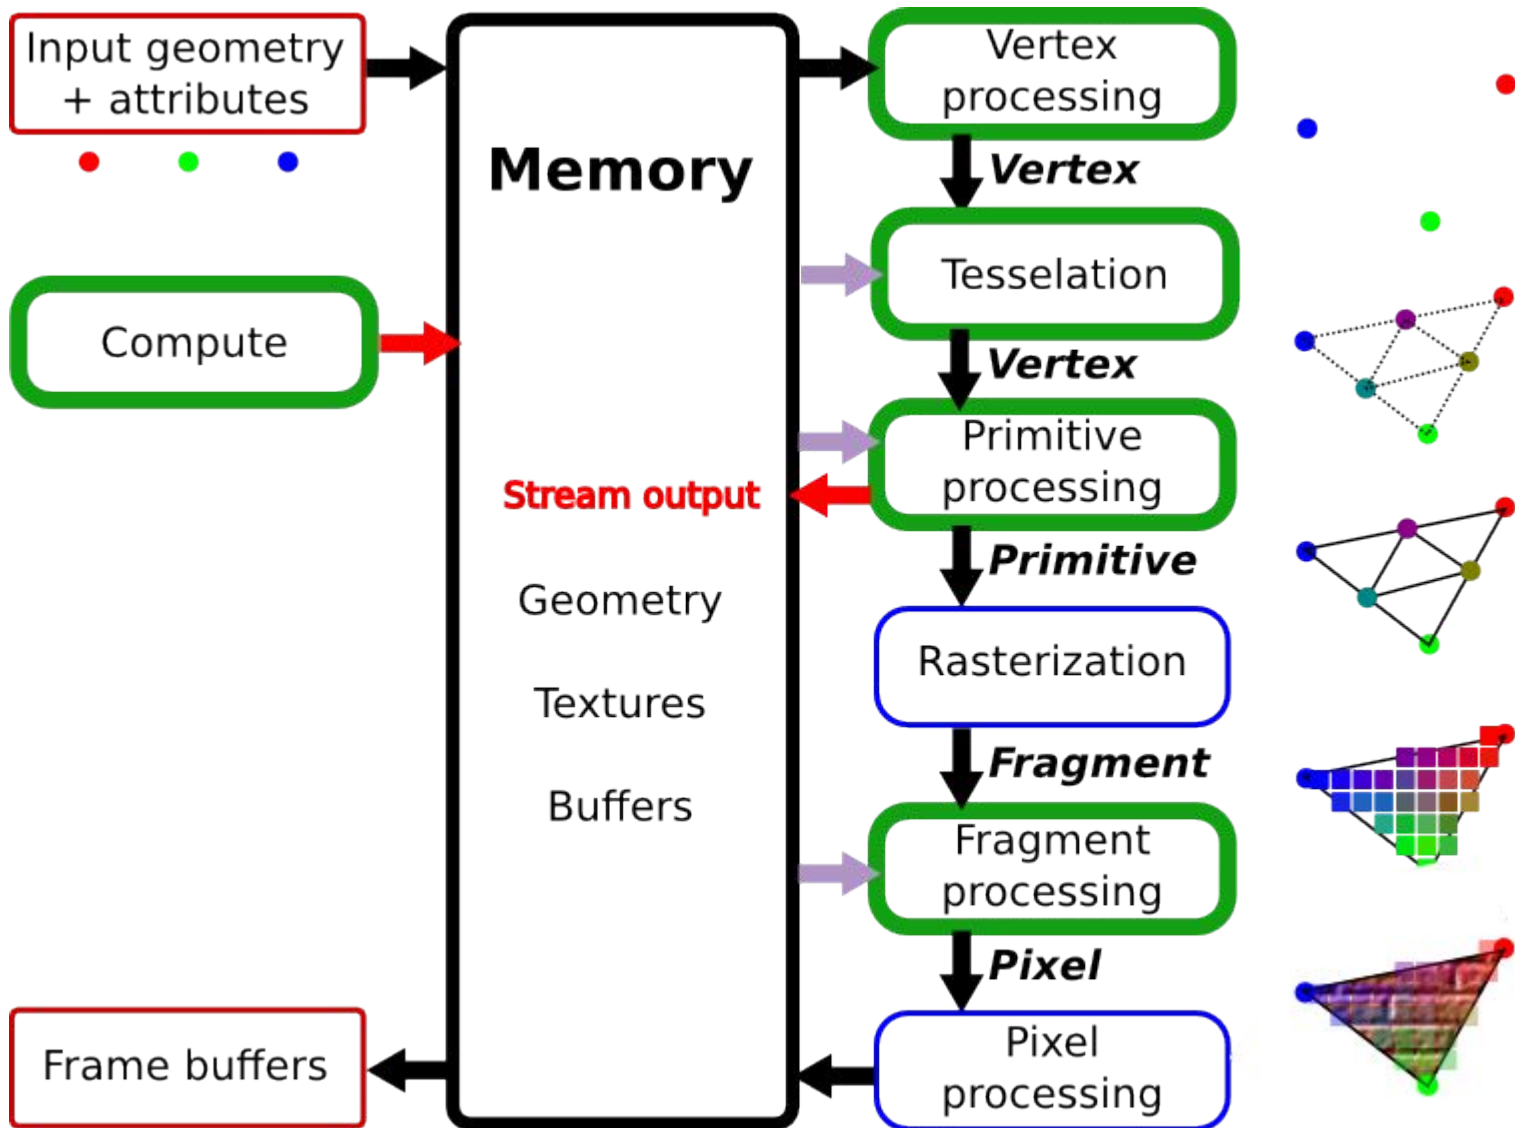 Input geometry
+ attributes
Compute
Frame buffers
Memory
Stream output
Geometry
Textures
Buffers
Vertex
processing
Vertex
Tesselation
Vertex
Primitive
processing
Primitive
Rasterization
Fragment
Fragment
processing
Pixel
Pixel
processing